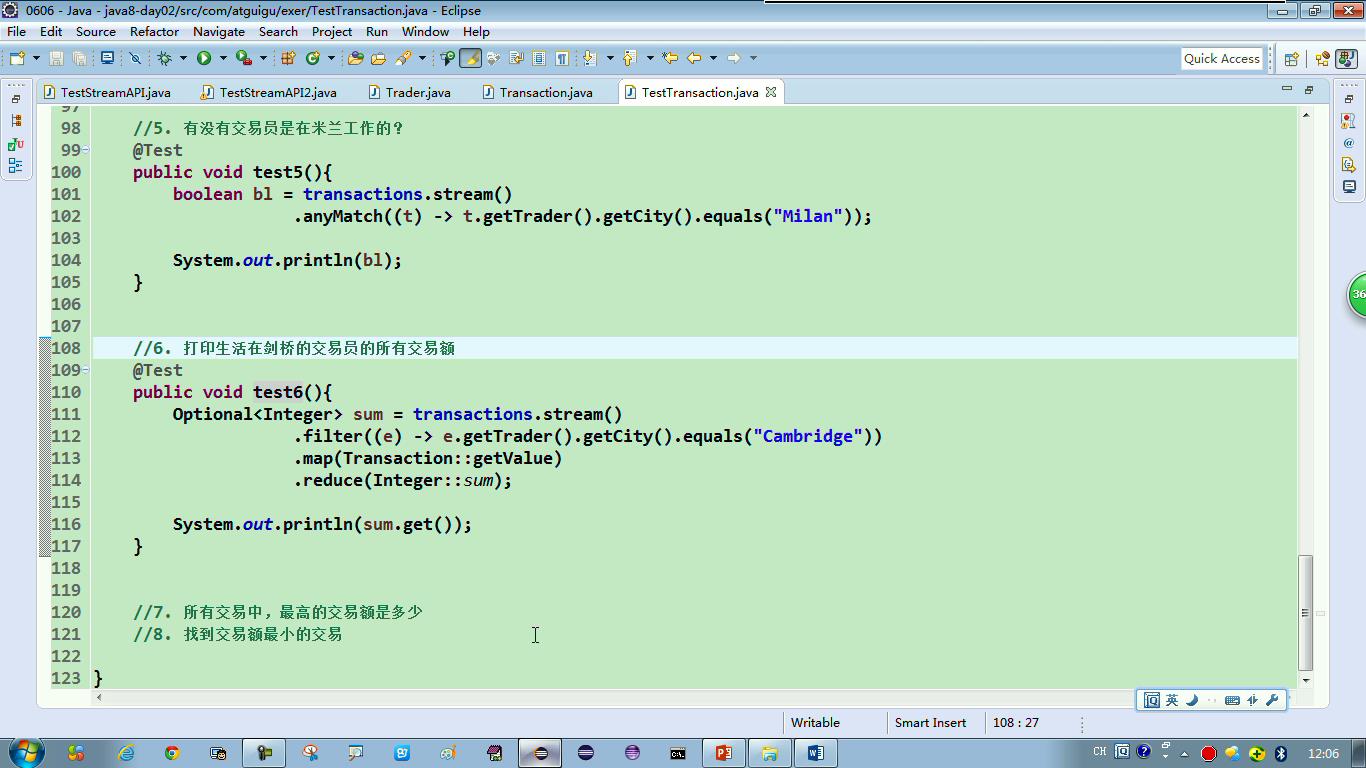 0606 - Java - java8-day02/src/com/atguigu/exer/TestTransaction.java - Eclipse
File Edit Source Refactor Navigate Search Project Run Window Help
Quick Access
TestStreamAPI.java TestStreamAPI2.java Trader.java Transaction.java TestTransaction.java
97
98 //5. 有没有交易员是在米兰工作的？
99 @Test
100 public void test5(){
101 boolean bl = transactions.stream()
102 .anyMatch((t) -> t.getTrader().getCity().equals("Milan"));
103
104 System.out.println(bl);
105 }
106
107
108 //6. 打印生活在剑桥的交易员的所有交易额
109 @Test
110 public void test6(){
111 Optional<Integer> sum = transactions.stream()
112 .filter((e) -> e.getTrader().getCity().equals("Cambridge"))
113 .map(Transaction::getValue)
114 .reduce(Integer::sum);
115
116 System.out.println(sum.get());
117 }
118
119
120 //7. 所有交易中，最高的交易额是多少
121 //8. 找到交易额最小的交易
122
123 }
36
英
Writable Smart Insert 108 : 27
CH 12:06